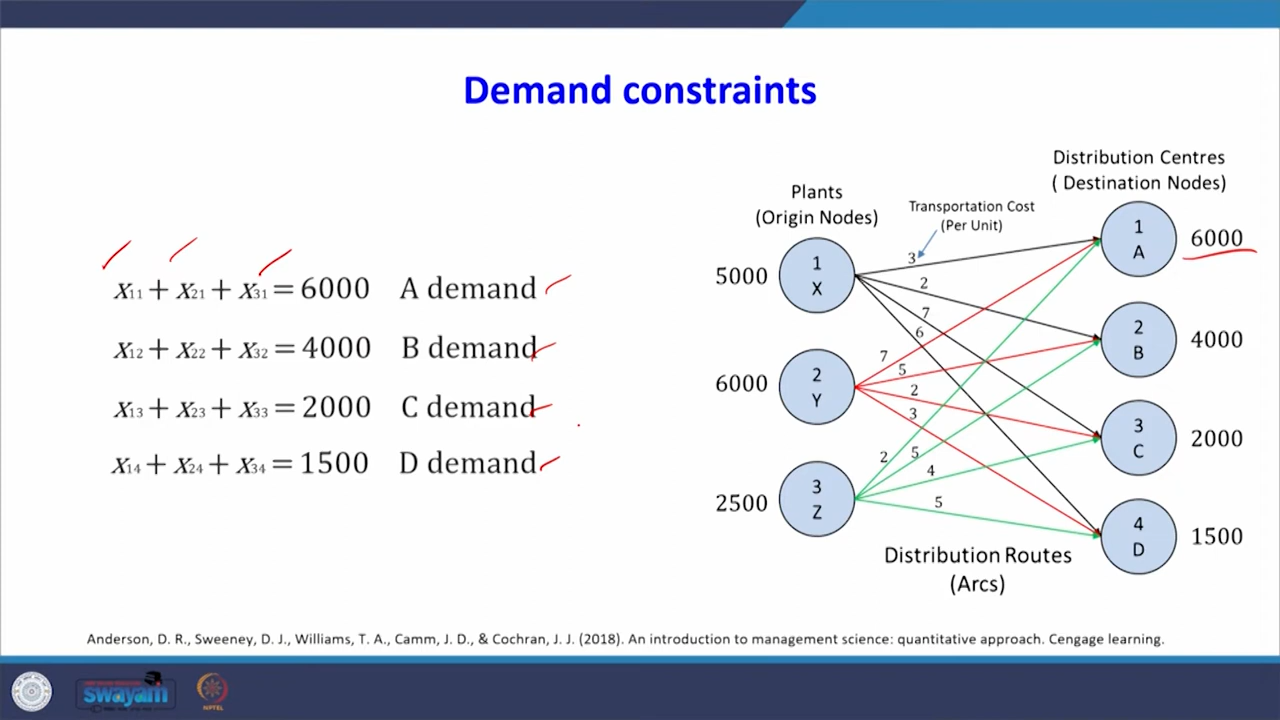 Demand constraints
x11 + x21 + x31 = 6000 A demand
x12 + x22 + x32 = 4000 B demand
x13 + x23 + x33 = 2000 C demand
x14 + x24 + x34 = 1500 D demand
Plants
(Origin Nodes)
Transportation Cost
(Per Unit)
Distribution Centres
( Destination Nodes)
5000
1
X
6000
2
Y
2500
3
Z
3
2
7
6
7
5
2
3
2
5
4
5
1
A
6000
2
B
4000
3
C
2000
4
D
1500
Distribution Routes
(Arcs)
Anderson, D. R., Sweeney, D. J., Williams, T. A., Camm, J. D., & Cochran, J. J. (2018). An introduction to management science: quantitative approach. Cengage learning.
swayam
NPTEL